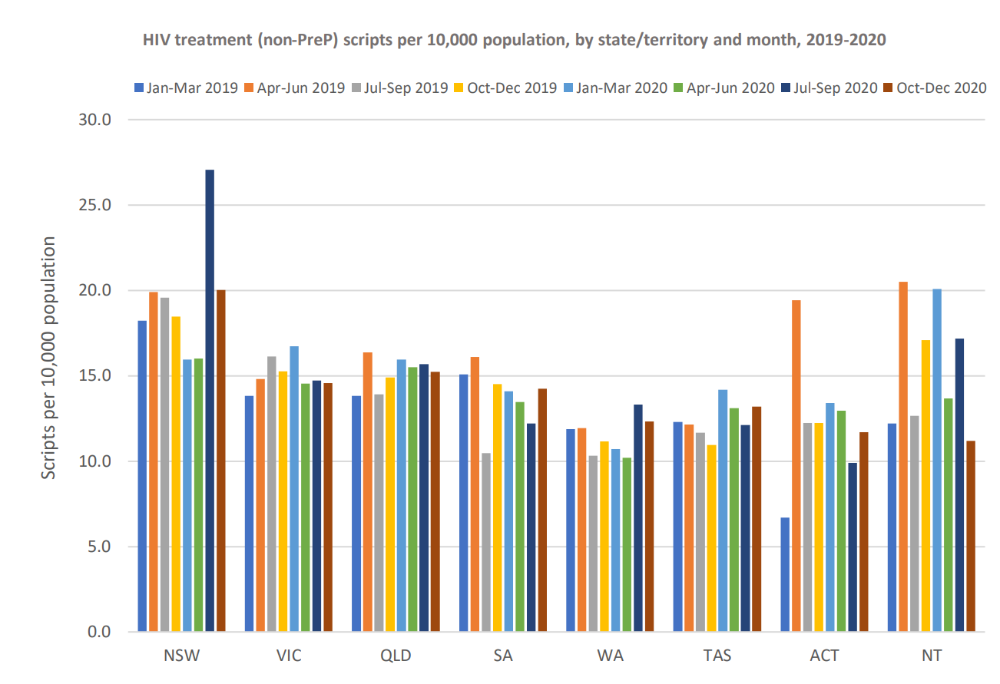 HIV treatment (non-PreP) scripts per 10,000 population, by state/territory and month, 2019-2020
Jan-Mar 2019 Apr-Jun 2019 Jul-Sep 2019 Oct-Dec 2019 Jan-Mar 2020 Apr-Jun 2020 Jul-Sep 2020 Oct-Dec 2020
Scripts per 10,000 population
30.0
25.0
20.0
15.0
10.0
5.0
0.0
NSW VIC QLD SA WA TAS ACT NT